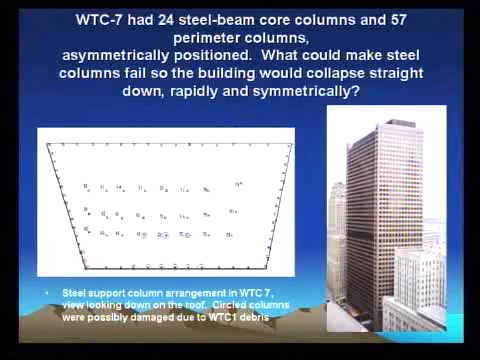 WTC-7 had 24 steel-beam core columns and 57
perimeter columns,
asymmetrically positioned. What could make steel
columns fail so the building would collapse straight
down, rapidly and symmetrically?
• Steel support column arrangement in WTC 7,
view looking down on the roof. Circled columns
were possibly damaged due to WTC1 debris